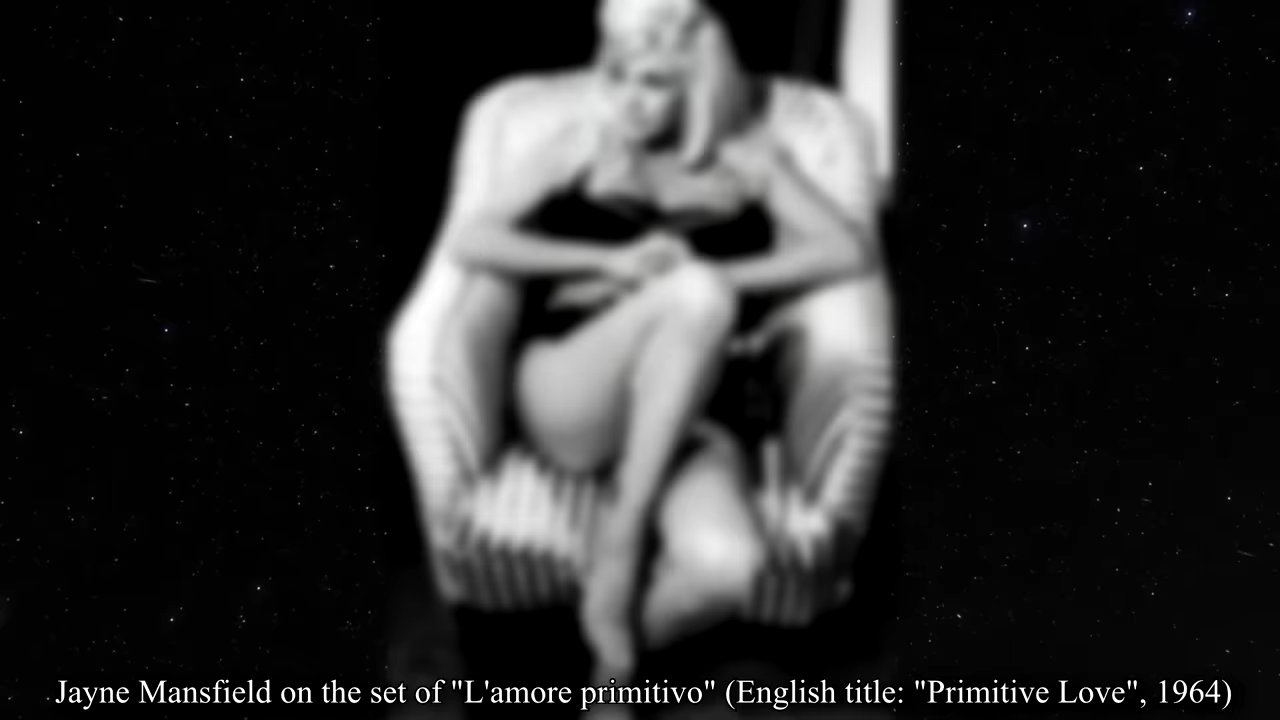 Jayne Mansfield on the set of "L'amore primitivo" (English title: "Primitive Love", 1964)